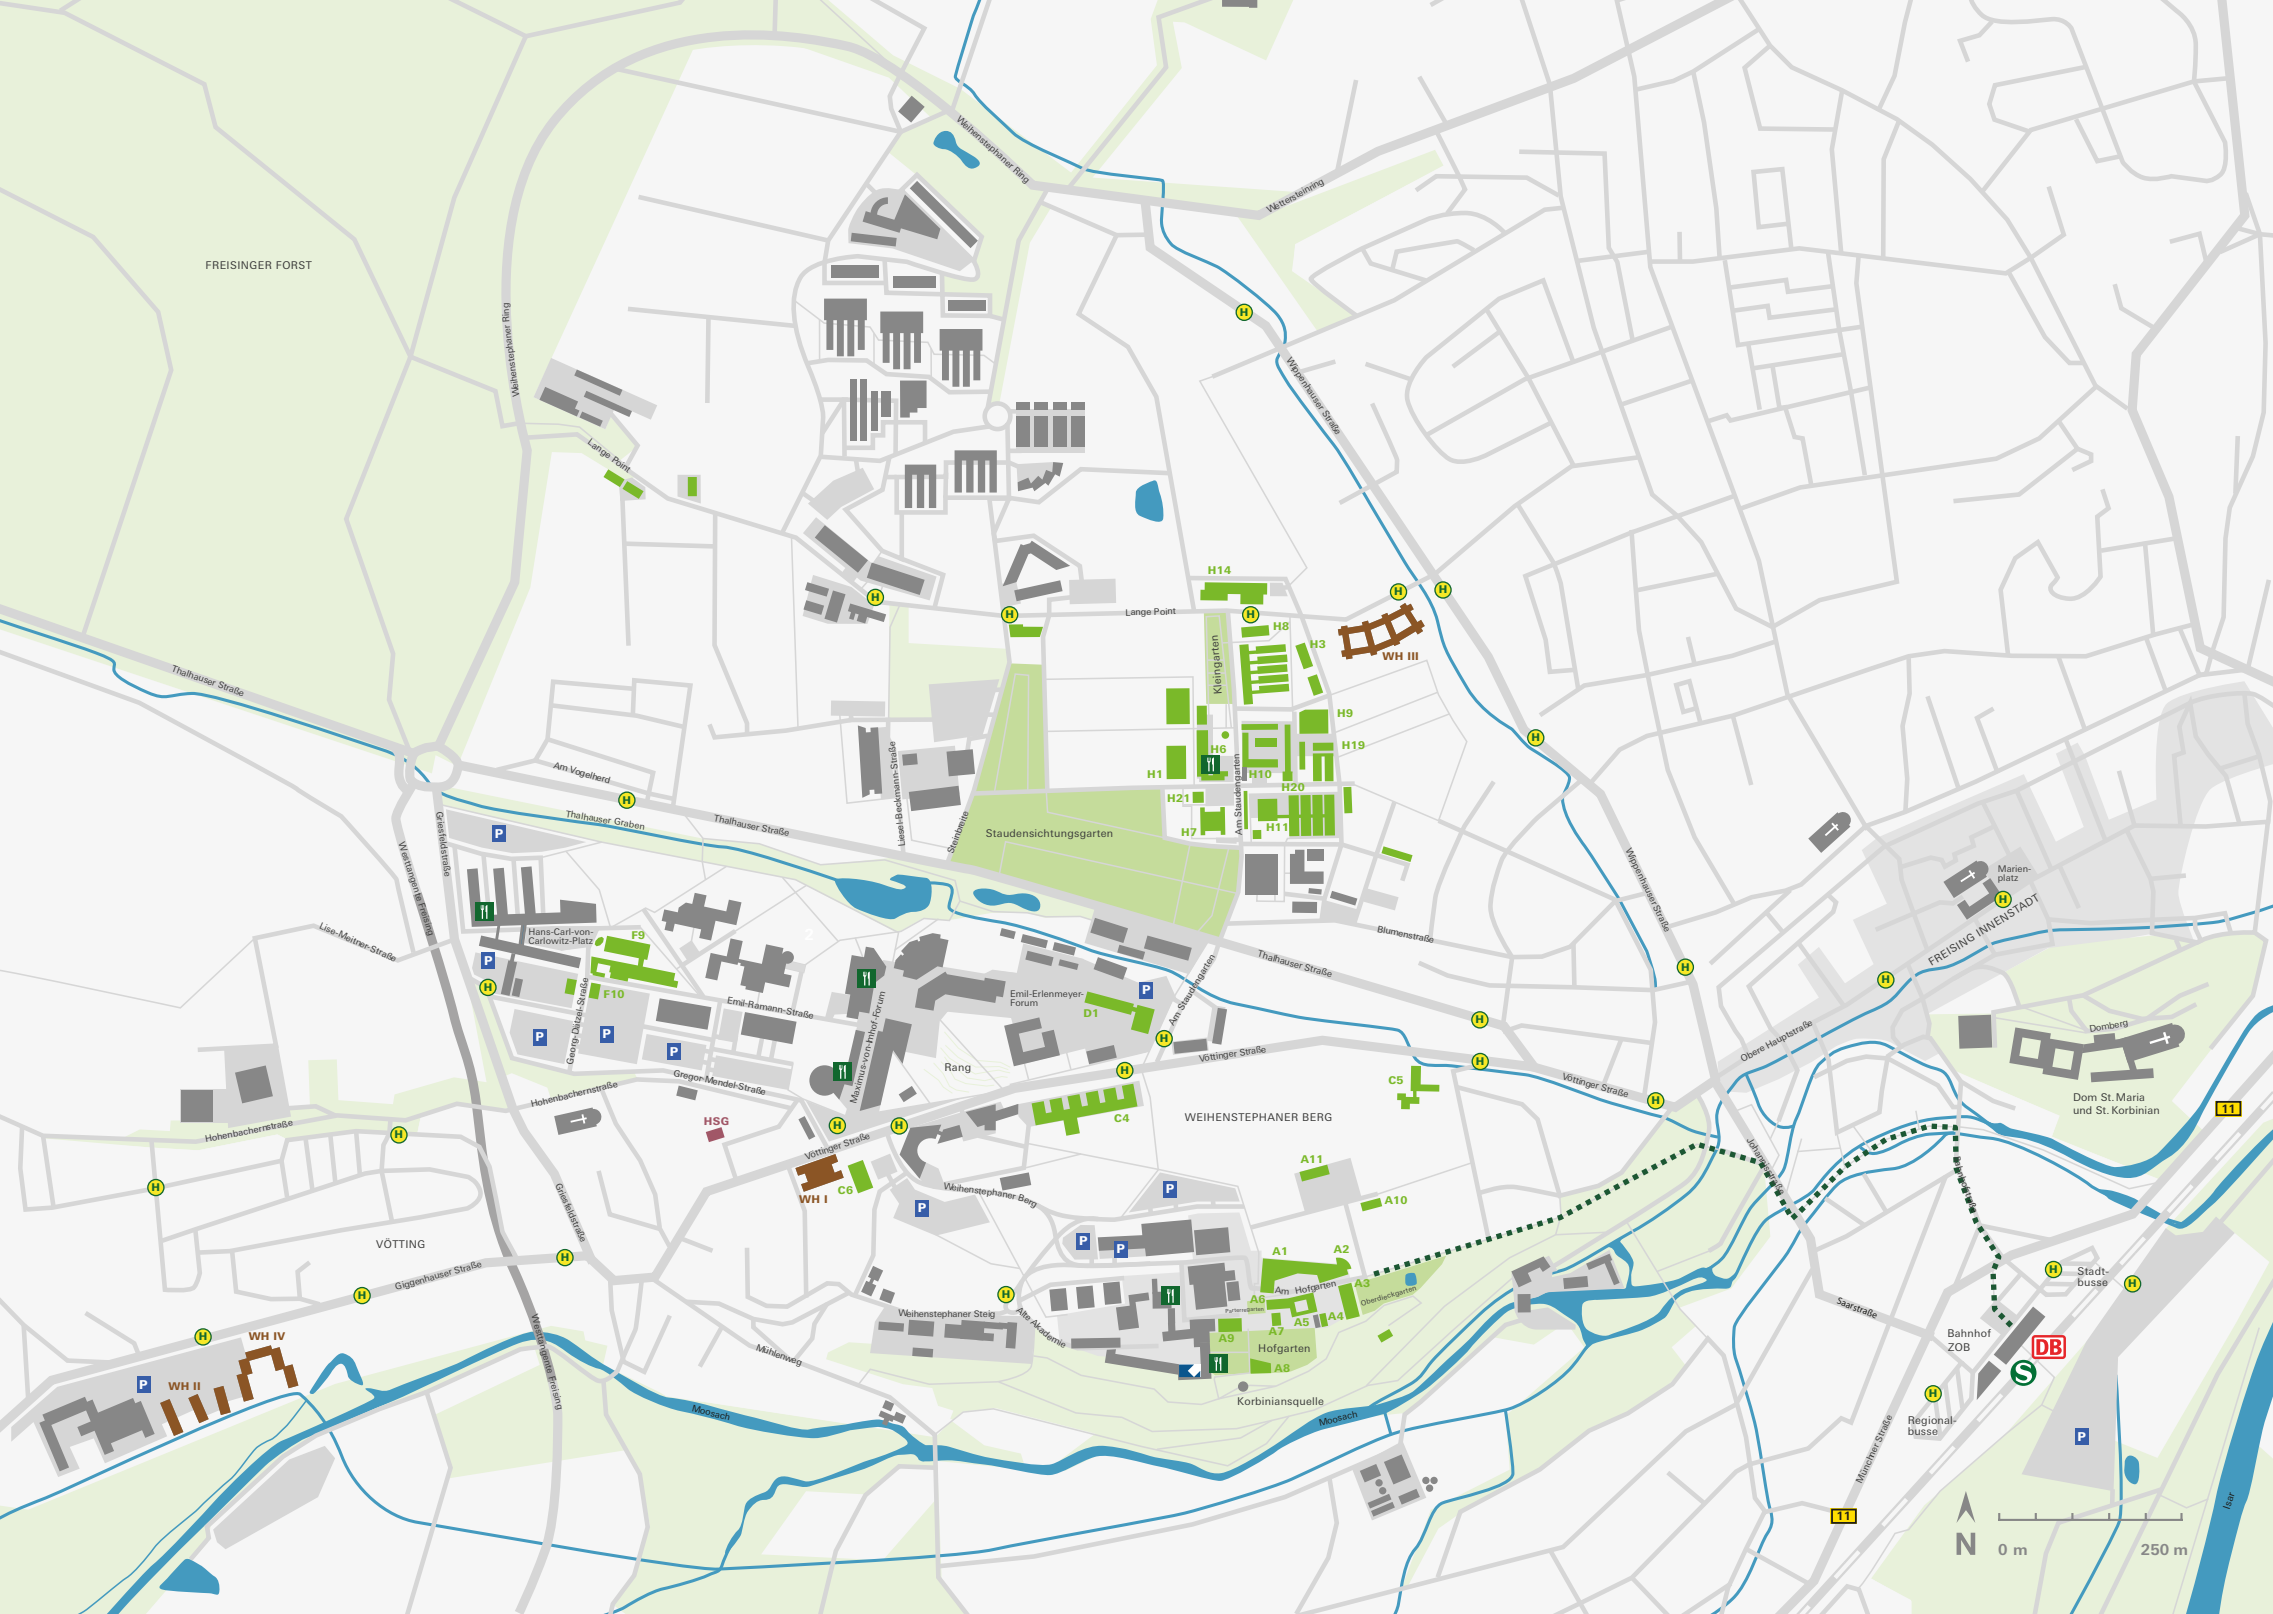 Weihenstephaner Ring
Wettersteinring
FREISINGER FORST
Weihenstephaner Ring
H
Wippenhauser Straße
Lange Point
H14
H
H
H
H
H
H
Lange Point
H8
H3
Kleingarten
WH III
Thalhauser Straße
H9
H6
H19
H
Am Vogelherd
H1
H10
H20
H21
Am Staudengarten
H7
H11
H
Thalhauser Graben
Thalhauser Straße
Liesel-Beckmann-Straße
Steinbreite
Staudensichtungsgarten
P
Griesfeldstraße
Westtangente Freising
Wippenhauser Straße
Marien-
platz
H
FREISING INNENSTADT
Hans-Carl-von-
Carlowitz-Platz
F9
Lise-Meitner-Straße
Blumenstraße
Thalhauser Straße
P
H
F10
Emil-Ramann-Straße
Georg-Dätzel-Straße
Maximus-von-Imhof-Forum
Emil-Erlenmeyer-
Forum
D1
P
Am Staudengarten
H
H
H
P
P
P
H
H
Vöttinger Straße
Rang
H
H
Obere Hauptstraße
Domberg
Dom St. Maria
und St. Korbinian
11
Gregor-Mendel-Straße
Hohenbachernstraße
Vöttinger Straße
H
C5
C4
WEIHENSTEPHANER BERG
HSG
H
H
Hohenbachernstraße
H
H
Vöttinger Straße
WH I
C6
Weihenstephaner Berg
P
P
A11
A10
Johannisstraße
Bahnhofstraße
Griesfeldstraße
VÖTTING
Giggenhauser Straße
H
H
H
P
P
A1
A2
Am Hofgarten
A3
Oberdieckgarten
A6
Parterregarten
A5
A4
A7
A9
Hofgarten
A8
Korbiniansquelle
H
Alte Akademie
Weihenstephaner Steig
Mühlenweg
Westtangente Freising
WH IV
WH II
P
Moosach
Moosach
H
Stadt-
busse
H
Saarstraße
Bahnhof
ZOB
DB
S
H
Regional-
busse
P
Münchner Straße
11
Isar
N
0 m
250 m